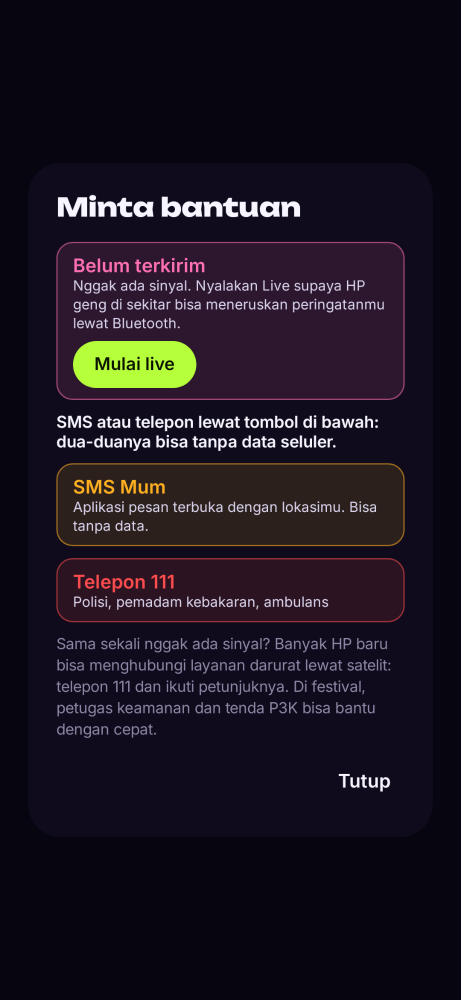 Minta bantuan
Belum terkirim
Nggak ada sinyal. Nyalakan Live supaya HP
geng di sekitar bisa meneruskan peringatanmu
lewat Bluetooth.
Mulai live
SMS atau telepon lewat tombol di bawah:
dua-duanya bisa tanpa data seluler.
SMS Mum
Aplikasi pesan terbuka dengan lokasimu. Bisa
tanpa data.
Telepon 111
Polisi, pemadam kebakaran, ambulans
Sama sekali nggak ada sinyal? Banyak HP baru
bisa menghubungi layanan darurat lewat satelit:
telepon 111 dan ikuti petunjuknya. Di festival,
petugas keamanan dan tenda P3K bisa bantu
dengan cepat.
Tutup